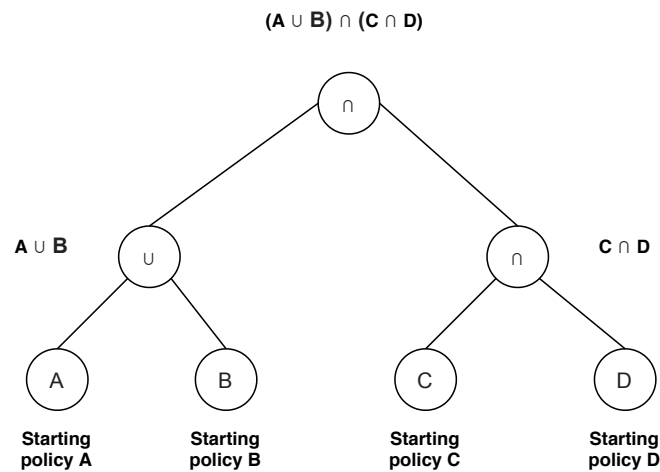 (A ∪ B) ∩ (C ∩ D)
∩
A ∪ B
∪
∩
C ∩ D
A
B
C
D
Starting
policy A
Starting
policy B
Starting
policy C
Starting
policy D